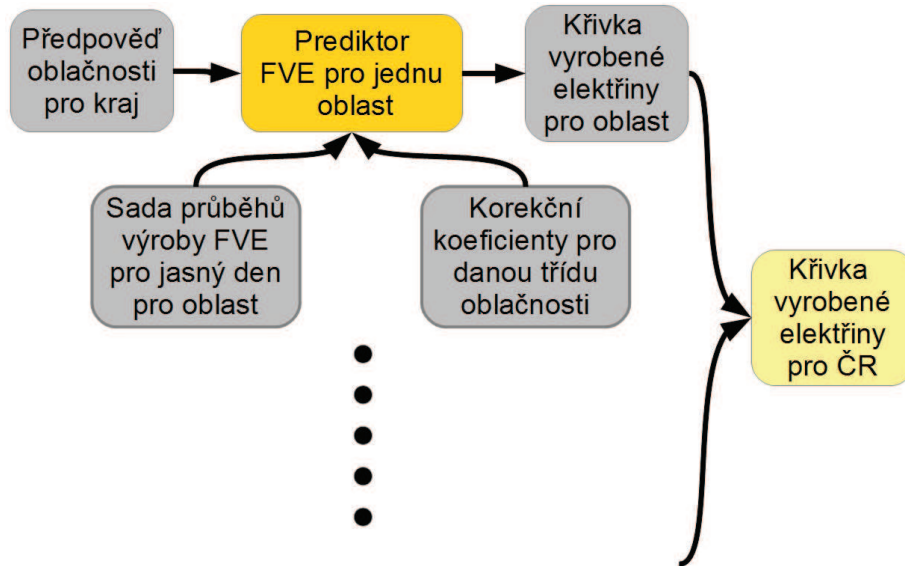 Předpověď
oblačnosti
pro kraj
Prediktor
FVE pro jednu
oblast
Křivka
vyrobené
elektřiny
pro oblast
Sada průběhů
výroby FVE
pro jasný den
pro oblast
Korekční
koeficienty pro
danou třídu
oblačnosti
Křivka
vyrobené
elektřiny
pro ČR